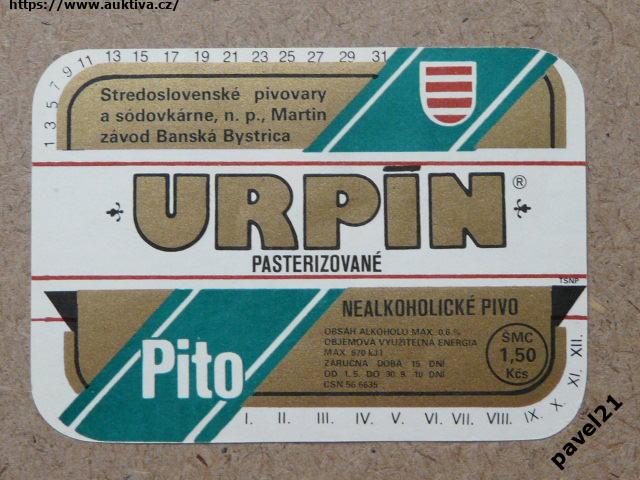 https://www.auktiva.cz/
1 3 5 7 9 11 13 15 17 19 21 23 25 27 29 31
Stredoslovenské pivovary
a sódovkárne, n. p., Martin
závod Banská Bystrica
URPÍN ®
PASTERIZOVANÉ
TSNP
NEALKOHOLICKÉ PIVO
OBSAH ALKOHOLU MAX. 0,6 %
OBJEMOVÁ VYUŽITEĽNÁ ENERGIA
MAX. 670 kJ/l
ZÁRUČNÁ DOBA 15 DNÍ
OD 1. 5. DO 30. 9. 10 DNÍ
ČSN 56 6635
ŠMC
1,50
Kčs
Pito
I. II. III. IV. V. VI. VII. VIII. IX. X. XI. XII.
pavel21